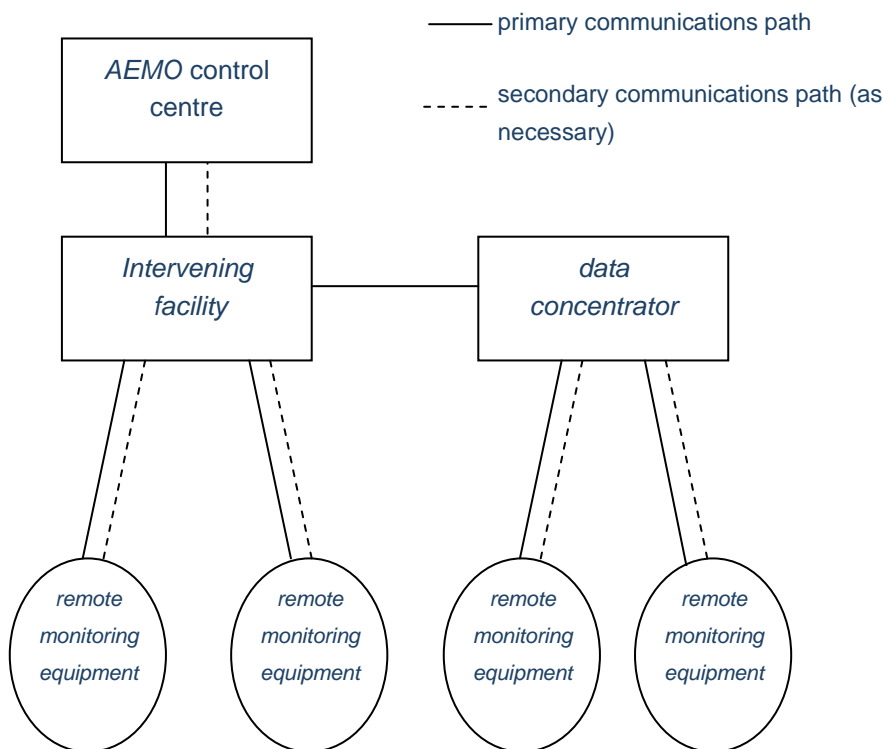 primary communications path
AEMO control
centre
secondary communications path (as
necessary)
Intervening
facility
data
concentrator
remote
monitoring
equipment
remote
monitoring
equipment
remote
monitoring
equipment
remote
monitoring
equipment